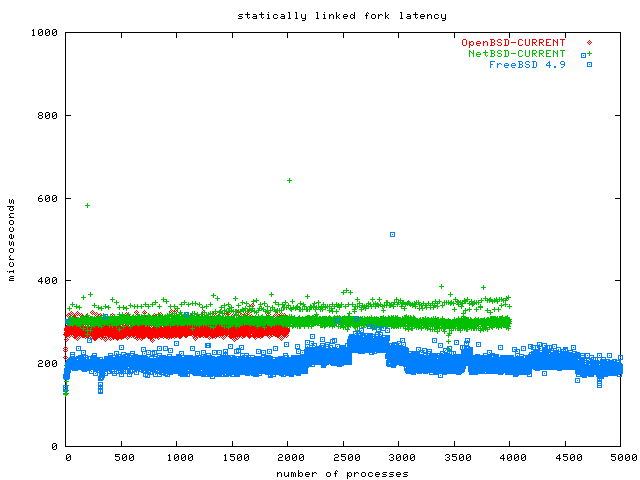 statically linked fork latency
1000
800
600
400
200
0
microseconds
OpenBSD-CURRENT
NetBSD-CURRENT
FreeBSD 4.9
0 500 1000 1500 2000 2500 3000 3500 4000 4500 5000
number of processes